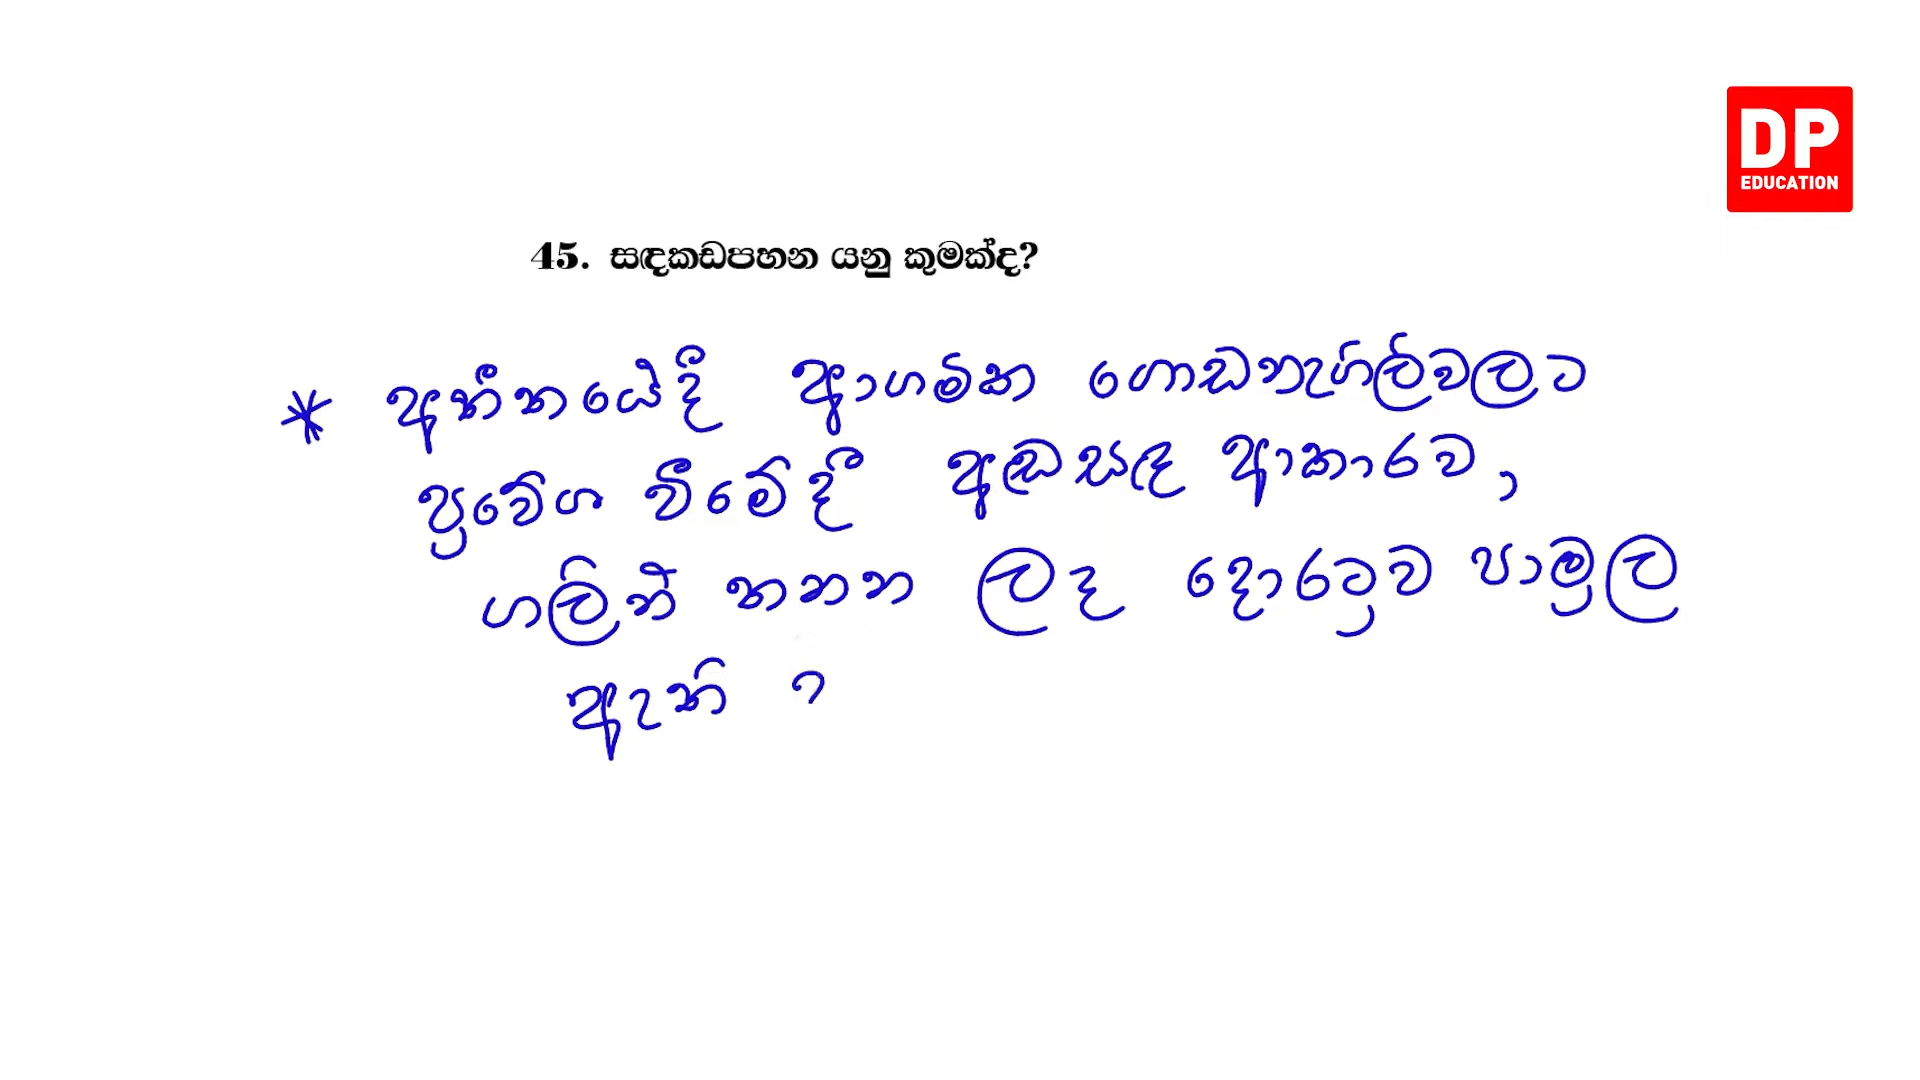 DP
EDUCATION
45. සඳකඩපහන යනු කුමක්ද?
* අතීතයේදී ආගමික ගොඩනැගිලිවලට
ප්‍රවේශ වීමේදී අඬසඳ ආකාරව,
ගලින් තනන ලද දොරටුව පාමුල
ඇති